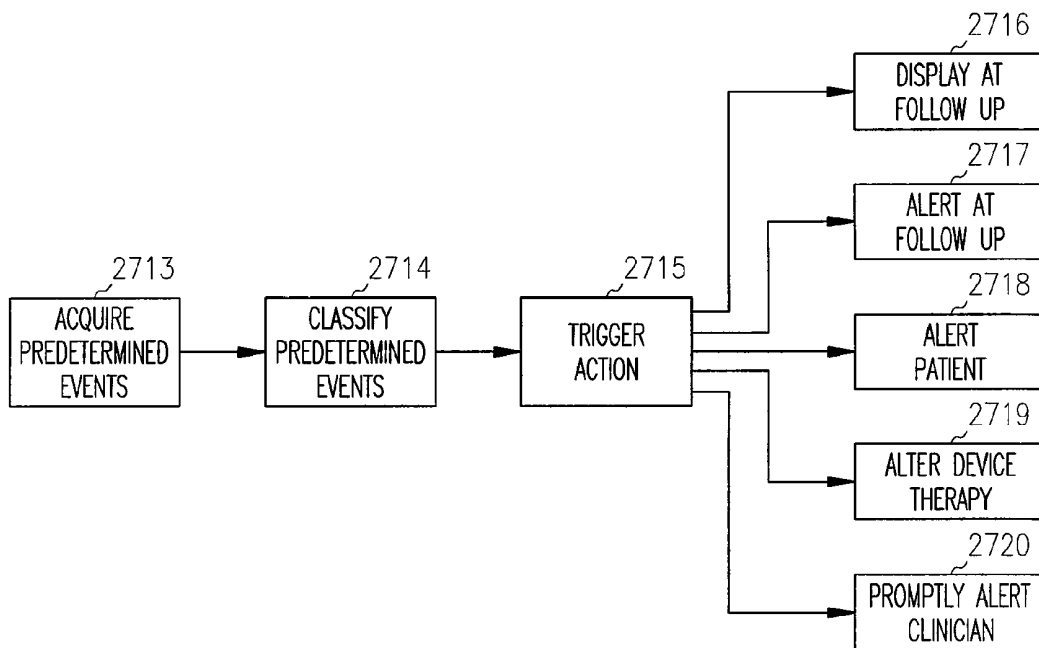 2713
ACQUIRE
PREDETERMINED
EVENTS
2714
CLASSIFY
PREDETERMINED
EVENTS
2715
TRIGGER
ACTION
2716
DISPLAY AT
FOLLOW UP
2717
ALERT AT
FOLLOW UP
2718
ALERT
PATIENT
2719
ALTER DEVICE
THERAPY
2720
PROMPTLY ALERT
CLINICIAN